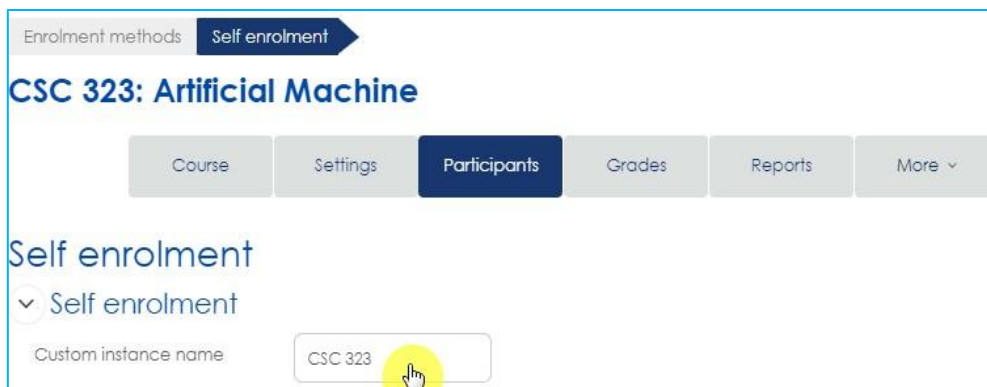 Enrolment methods Self enrolment
CSC 323: Artificial Machine
Course Settings Participants Grades Reports More
Self enrolment
Self enrolment
Custom instance name CSC 323